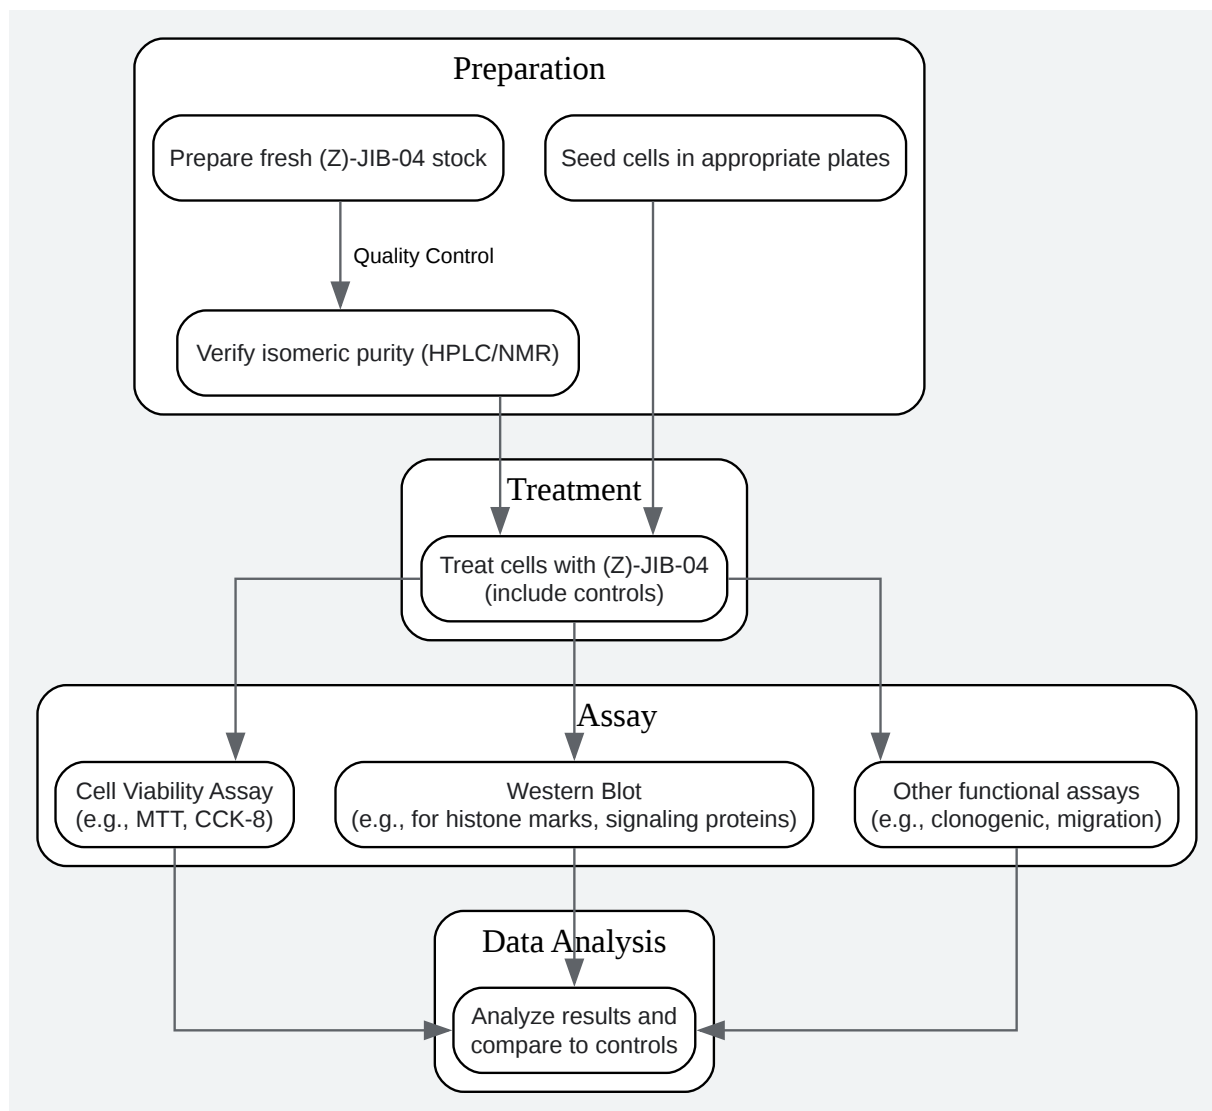 Preparation
Prepare fresh (Z)-JIB-04 stock
Seed cells in appropriate plates
Quality Control
Verify isomeric purity (HPLC/NMR)
Treatment
Treat cells with (Z)-JIB-04
(include controls)
Assay
Cell Viability Assay
(e.g., MTT, CCK-8)
Western Blot
(e.g., for histone marks, signaling proteins)
Other functional assays
(e.g., clonogenic, migration)
Data Analysis
Analyze results and
compare to controls